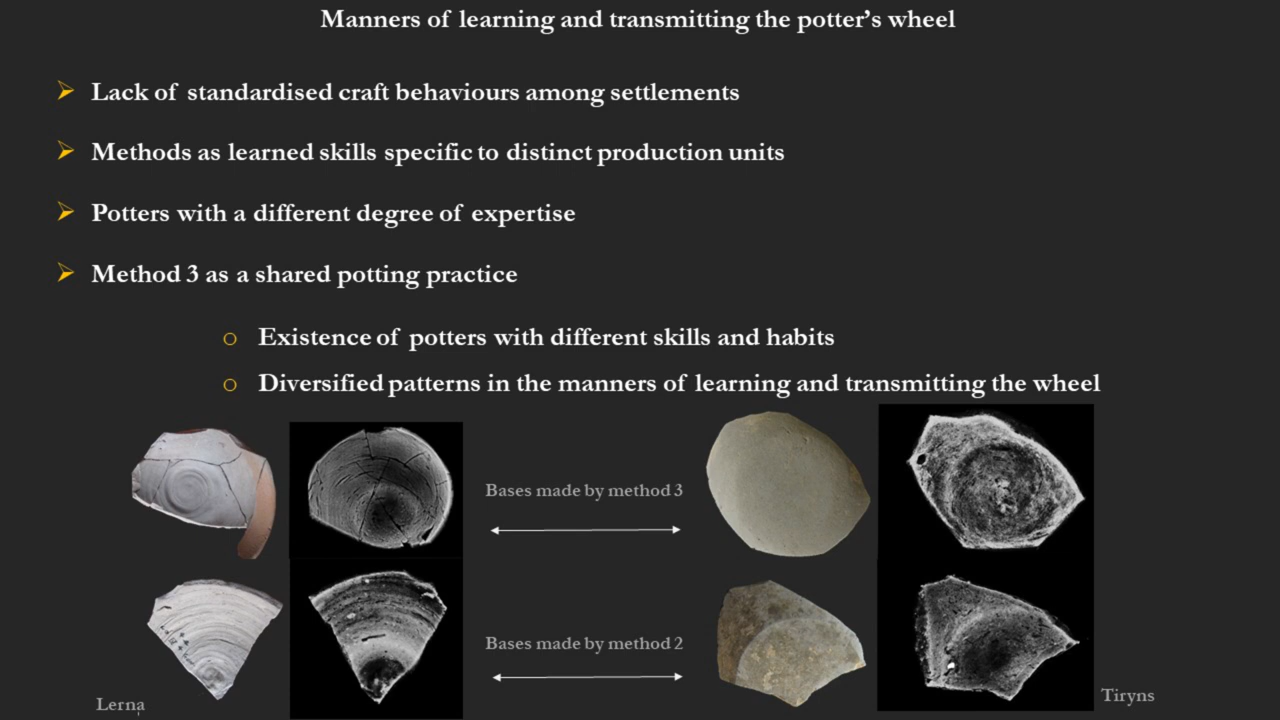 Manners of learning and transmitting the potter's wheel
Lack of standardised craft behaviours among settlements
Methods as learned skills specific to distinct production units
Potters with a different degree of expertise
Method 3 as a shared potting practice
Existence of potters with different skills and habits
Diversified patterns in the manners of learning and transmitting the wheel
Bases made by method 3
Bases made by method 2
Lerna
Tiryns